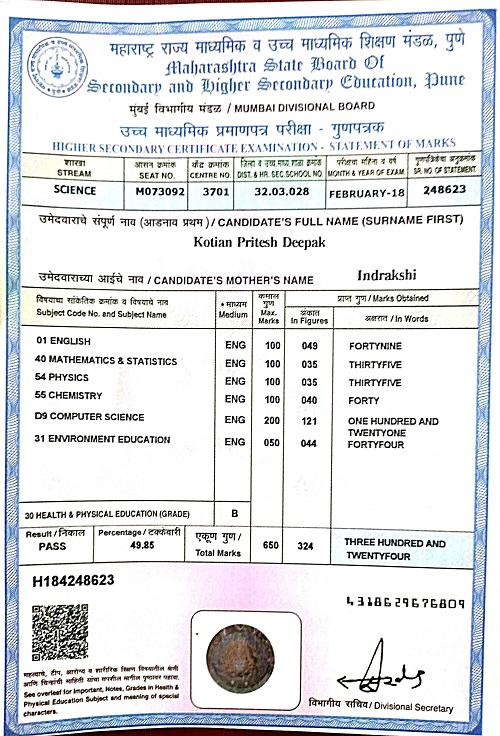 महाराष्ट्र राज्य माध्यमिक व उच्च माध्यमिक शिक्षण मंडळ, पुणे
Maharashtra State Board Of
Secondary and Higher Secondary Education, Pune
मुंबई विभागीय मंडळ / MUMBAI DIVISIONAL BOARD
उच्च माध्यमिक प्रमाणपत्र परीक्षा - गुणपत्रक
HIGHER SECONDARY CERTIFICATE EXAMINATION - STATEMENT OF MARKS
शाखा आसन क्रमांक केंद्र क्रमांक जिल्हा व उच्च माध्य शाळा क्रमांक परीक्षेचा महिना व वर्ष गुणपत्रिकेचा अनुक्रमांक
STREAM SEAT NO. CENTRE NO. DIST. & HR. SEC.SCHOOL NO. MONTH & YEAR OF EXAM. SR. NO. OF STATEMENT
SCIENCE M073092 3701 32.03.028 FEBRUARY-18 248623
उमेदवाराचे संपूर्ण नाव (आडनाव प्रथम) / CANDIDATE'S FULL NAME (SURNAME FIRST)
Kotian Pritesh Deepak
उमेदवाराच्या आईचे नाव / CANDIDATE'S MOTHER'S NAME Indrakshi
विषयाचा सांकेतिक क्रमांक व विषयाचे नाव
Subject Code No. and Subject Name
* माध्यम
Medium
कमाल गुण
Max. Marks
प्राप्त गुण / Marks Obtained
अंकात
In Figures
अक्षरात / In Words
01 ENGLISH ENG 100 049 FORTYNINE
40 MATHEMATICS & STATISTICS ENG 100 035 THIRTYFIVE
54 PHYSICS ENG 100 035 THIRTYFIVE
55 CHEMISTRY ENG 100 040 FORTY
D9 COMPUTER SCIENCE ENG 200 121 ONE HUNDRED AND
TWENTYONE
31 ENVIRONMENT EDUCATION ENG 050 044 FORTYFOUR
30 HEALTH & PHYSICAL EDUCATION (GRADE) B
Result / निकाल Percentage / टक्केवारी एकूण गुण /
PASS 49.85 Total Marks 650 324 THREE HUNDRED AND
TWENTYFOUR
H184248623
4318629676809
महत्वाचे, टीप, आरोग्य व शारीरिक शिक्षण विषयातील श्रेणी
आणि चिन्हांची माहिती यांचा तपशील मागील पृष्ठावर पहावा.
See overleaf for Important, Notes, Grades in Health &
Physical Education Subject and meaning of special
characters.
विभागीय सचिव / Divisional Secretary